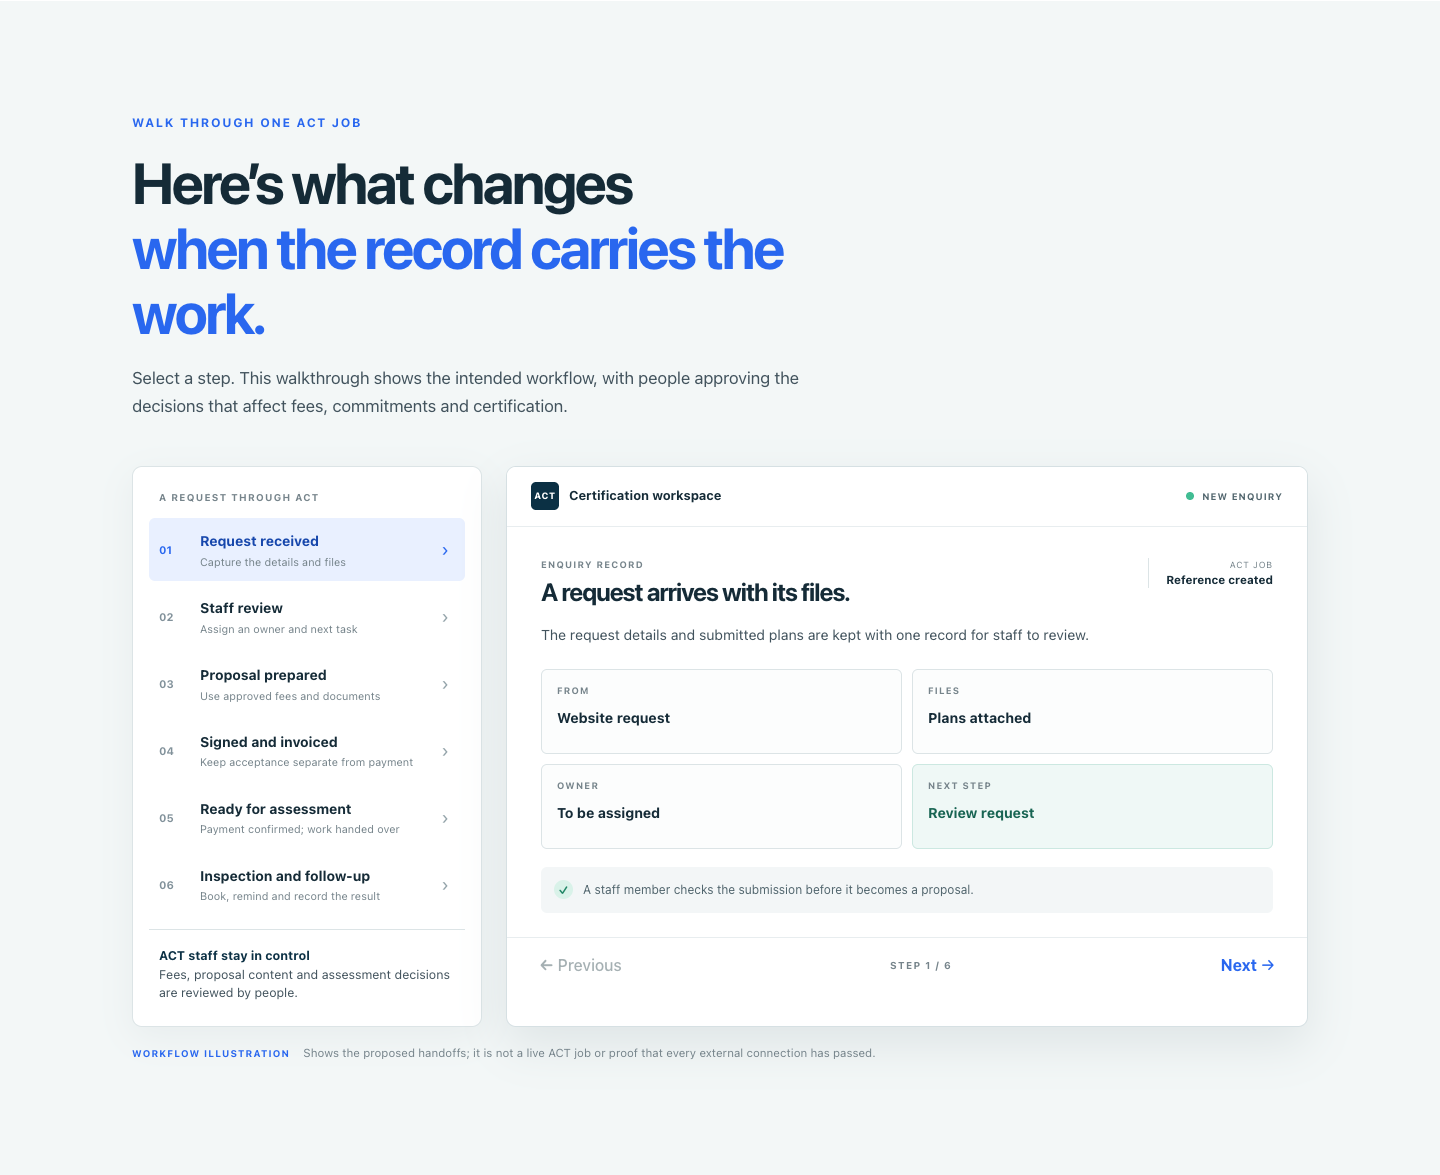 WALK THROUGH ONE ACT JOB
Here’s what changes
when the record carries the
work.
Select a step. This walkthrough shows the intended workflow, with people approving the
decisions that affect fees, commitments and certification.
A REQUEST THROUGH ACT
01
Request received
Capture the details and files
02
Staff review
Assign an owner and next task
03
Proposal prepared
Use approved fees and documents
04
Signed and invoiced
Keep acceptance separate from payment
05
Ready for assessment
Payment confirmed; work handed over
06
Inspection and follow-up
Book, remind and record the result
ACT staff stay in control
Fees, proposal content and assessment decisions
are reviewed by people.
ACT
Certification workspace
NEW ENQUIRY
ENQUIRY RECORD
A request arrives with its files.
ACT JOB
Reference created
The request details and submitted plans are kept with one record for staff to review.
FROM
Website request
FILES
Plans attached
OWNER
To be assigned
NEXT STEP
Review request
A staff member checks the submission before it becomes a proposal.
← Previous
STEP 1 / 6
Next →
WORKFLOW ILLUSTRATION
Shows the proposed handoffs; it is not a live ACT job or proof that every external connection has passed.